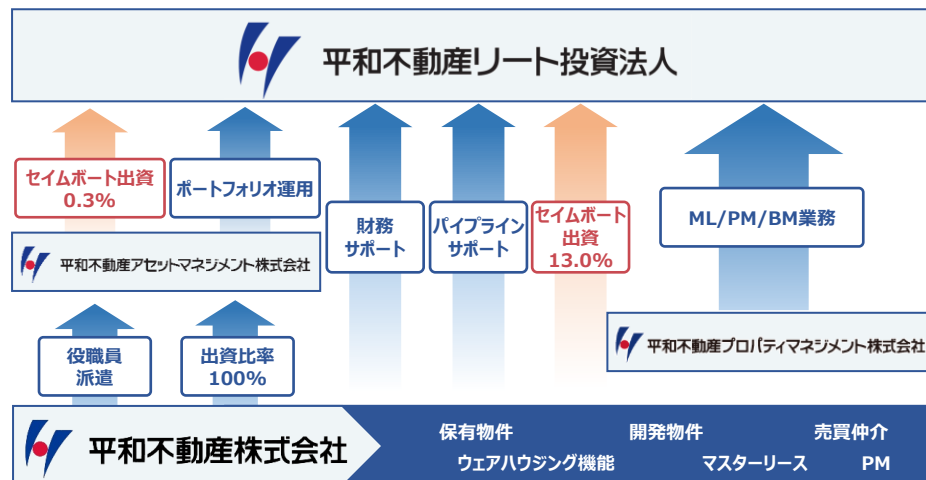 平和不動産リート投資法人
セイムボート出資
0.3%
ポートフォリオ運用
財務
サポート
パイプライン
サポート
セイムボート
出資
13.0%
ML/PM/BM業務
平和不動産アセットマネジメント株式会社
平和不動産プロパティマネジメント株式会社
役職員
派遣
出資比率
100%
平和不動産株式会社
保有物件
開発物件
売買仲介
ウェアハウジング機能
マスターリース
PM